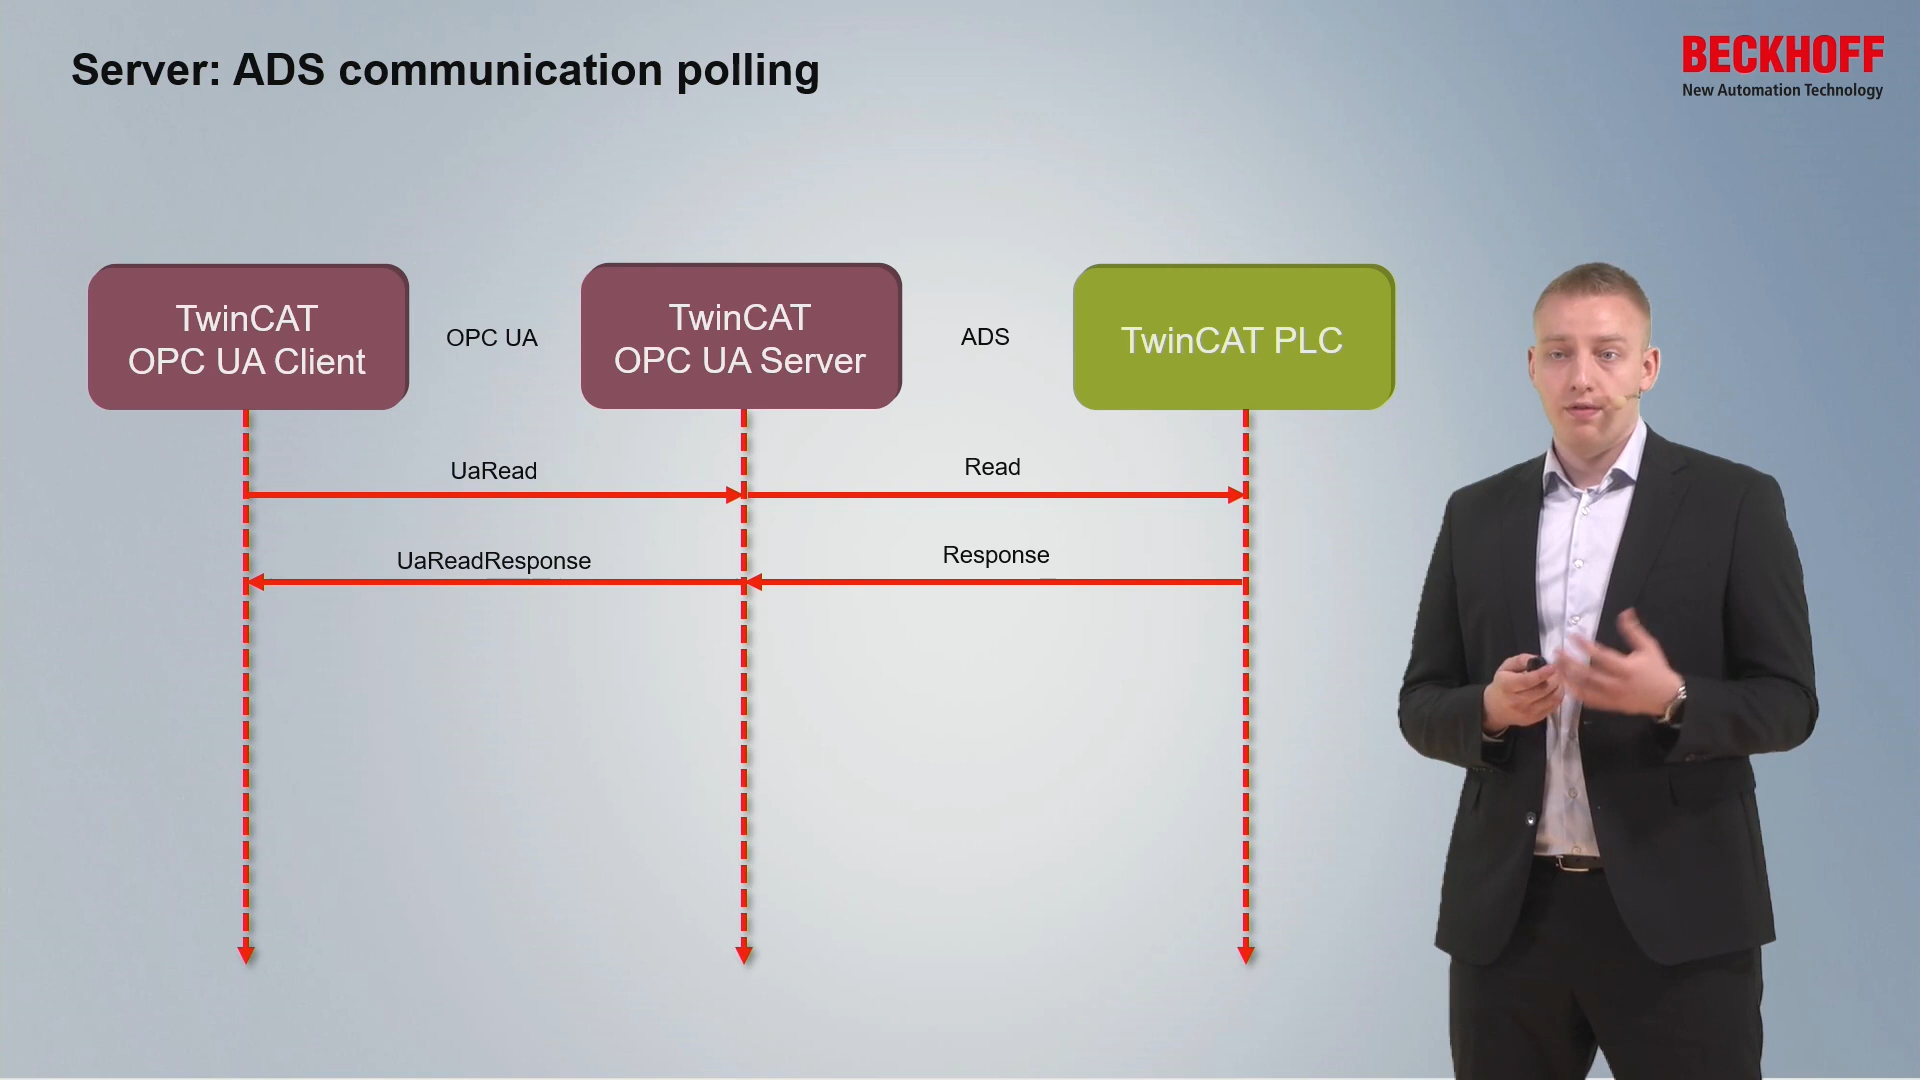 Server: ADS communication polling
BECKHOFF
New Automation Technology
TwinCAT
OPC UA Client
OPC UA
TwinCAT
OPC UA Server
ADS
TwinCAT PLC
UaRead
Read
UaReadResponse
Response